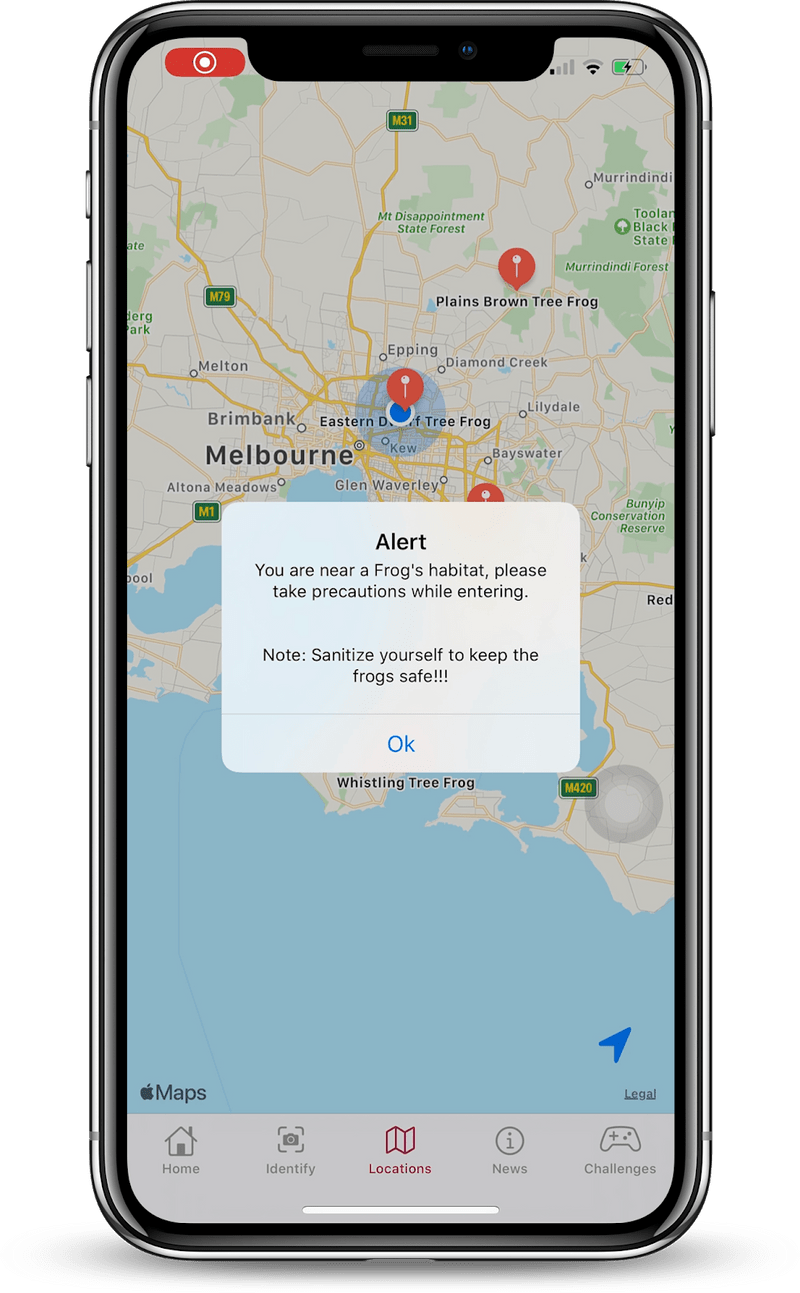 M31
Murrindindi
Toolan
Black
State
Mt Disappointment
State Forest
Murrindindi Forest
M79
Plains Brown Tree Frog
ate
derg
Park
Epping
Diamond Creek
Melton
Lilydale
Brimbank
Eastern Dwarf Tree Frog
Kew
Melbourne
Bayswater
Altona Meadows
Glen Waverley
M1
Bunyip
Conservation
Reserve
Alert
You are near a Frog's habitat, please
take precautions while entering.
Note: Sanitize yourself to keep the
frogs safe!!!
Ok
pool
k
Red
Whistling Tree Frog
M420
Maps
Legal
Home
Identify
Locations
News
Challenges